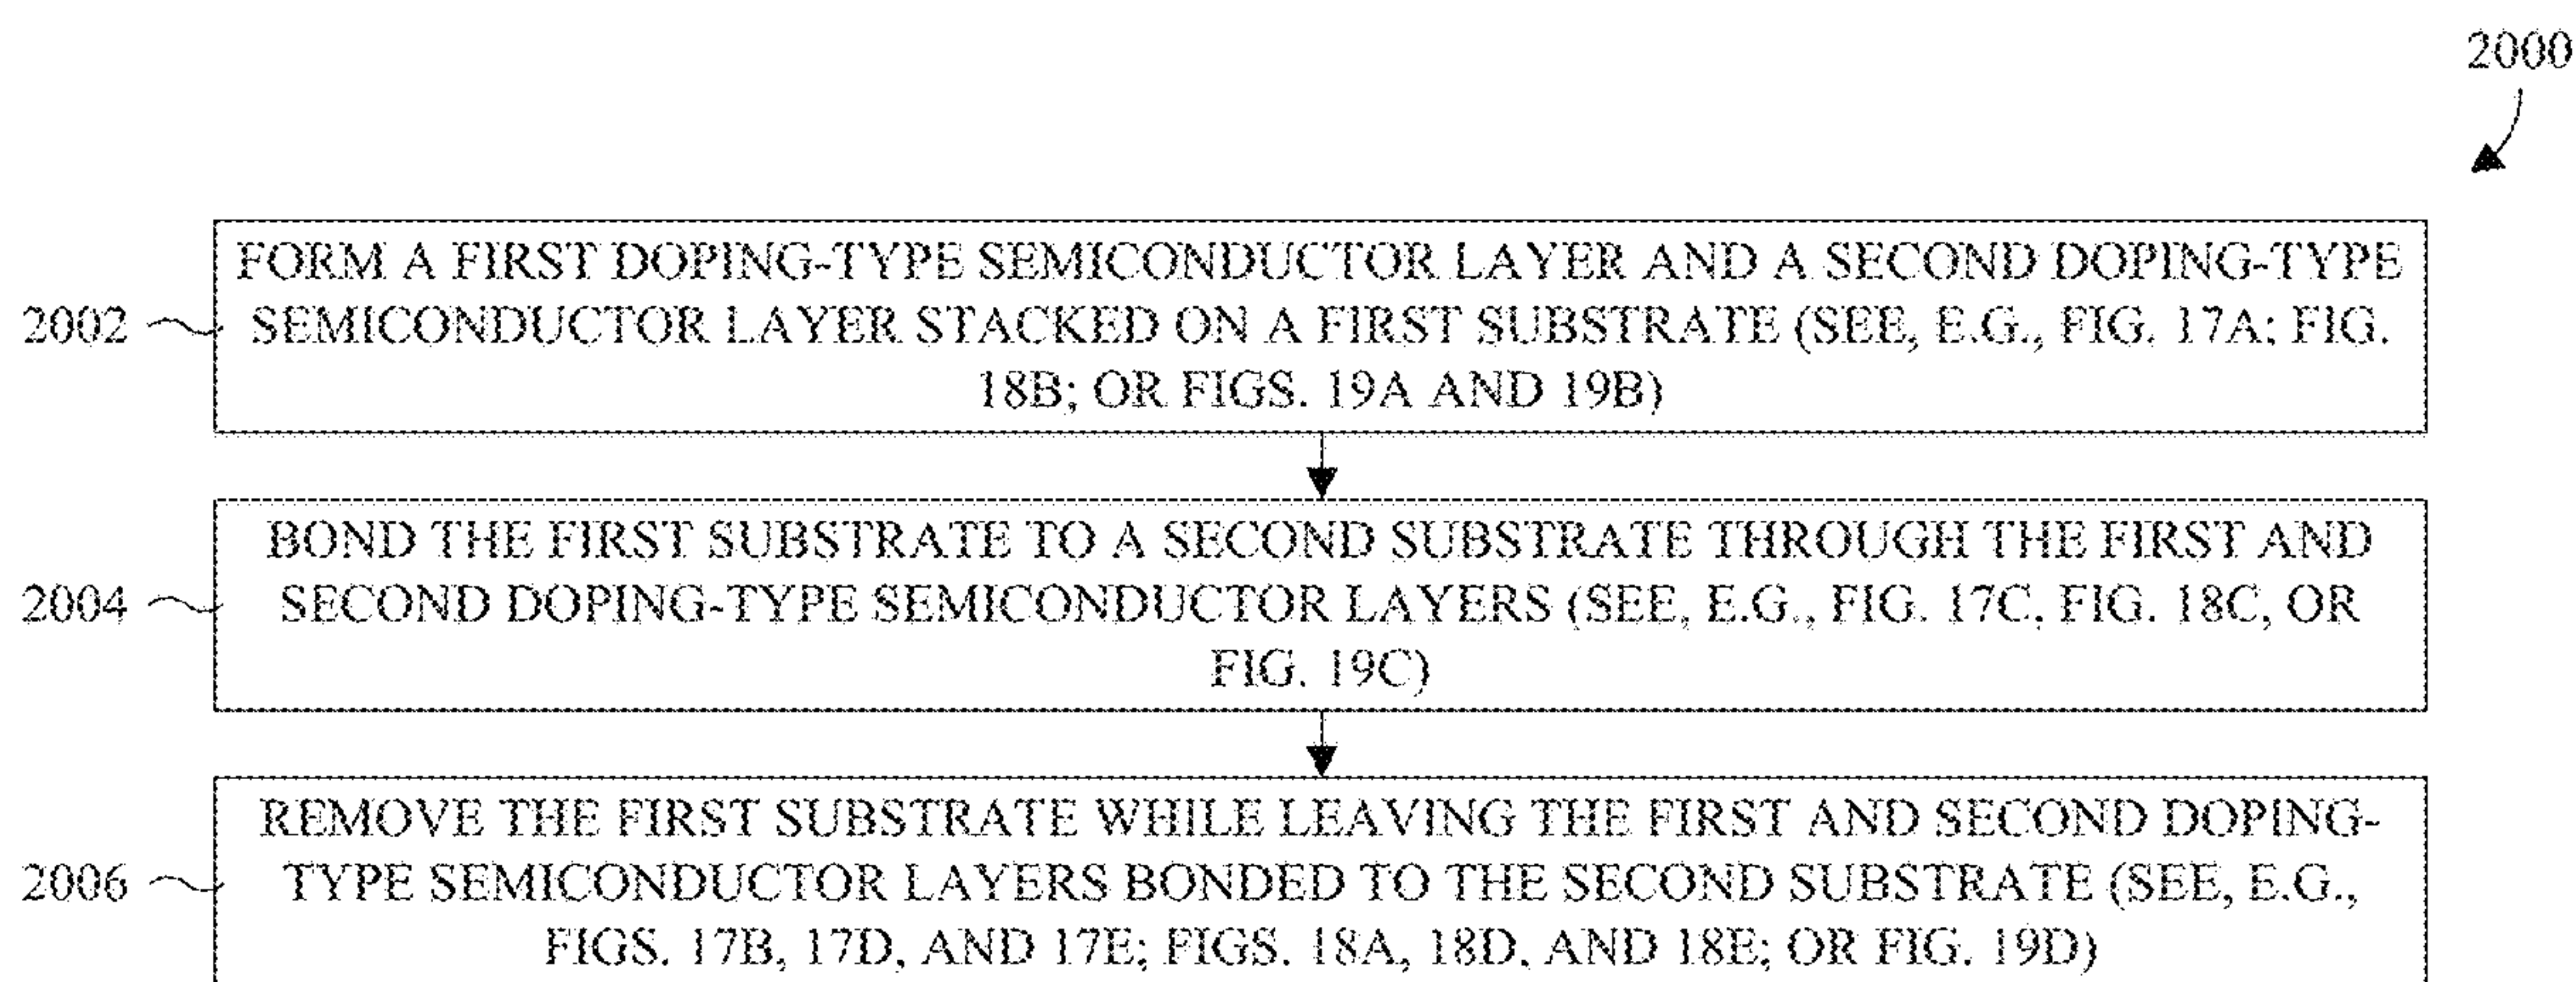 2000
FORM A FIRST DOPING-TYPE SEMICONDUCTOR LAYER AND A SECOND DOPING-TYPE
2002
SEMICONDUCTOR LAYER STACKED ON A FIRST SUBSTRATE (SEE, E.G., FIG. 17A; FIG.
18B; OR FIGS. 19A AND 19B)
BOND THE FIRST SUBSTRATE TO A SECOND SUBSTRATE THROUGH THE FIRST AND
2004
SECOND DOPING-TYPE SEMICONDUCTOR LAYERS (SEE, E.G., FIG. 17C, FIG. 18C, OR
FIG. 19C)
REMOVE THE FIRST SUBSTRATE WHILE LEAVING THE FIRST AND SECOND DOPING-
2006
TYPE SEMICONDUCTOR LAYERS BONDED TO THE SECOND SUBSTRATE (SEE, E.G.,
FIGS. 17B, 17D, AND 17E; FIGS. 18A, 18D, AND 18E; OR FIG. 19D)